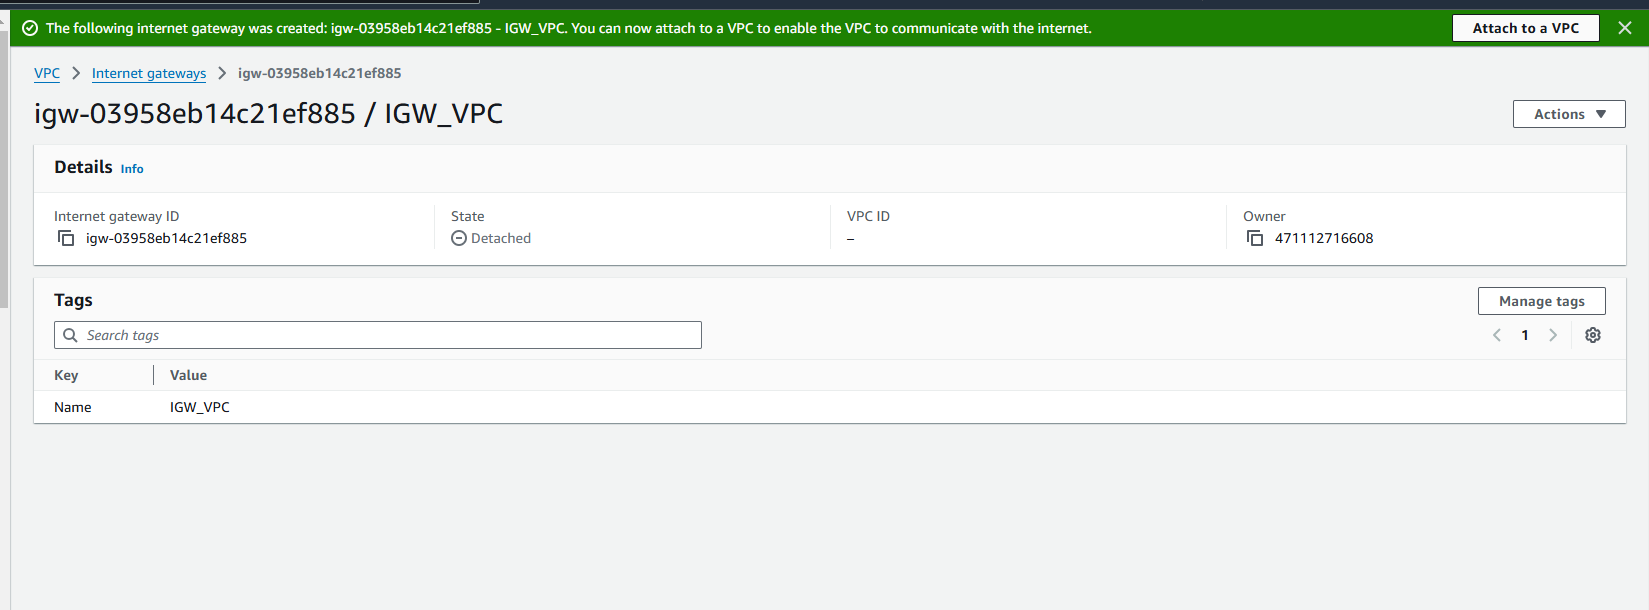 The following internet gateway was created: igw-03958eb14c21ef885 - IGW_VPC. You can now attach to a VPC to enable the VPC to communicate with the internet. Attach to a VPC
VPC Internet gateways igw-03958eb14c21ef885
igw-03958eb14c21ef885 / IGW_VPC Actions
Details Info
Internet gateway ID State VPC ID Owner
igw-03958eb14c21ef885 Detached – 471112716608
Tags Manage tags
Search tags 1
Key Value
Name IGW_VPC